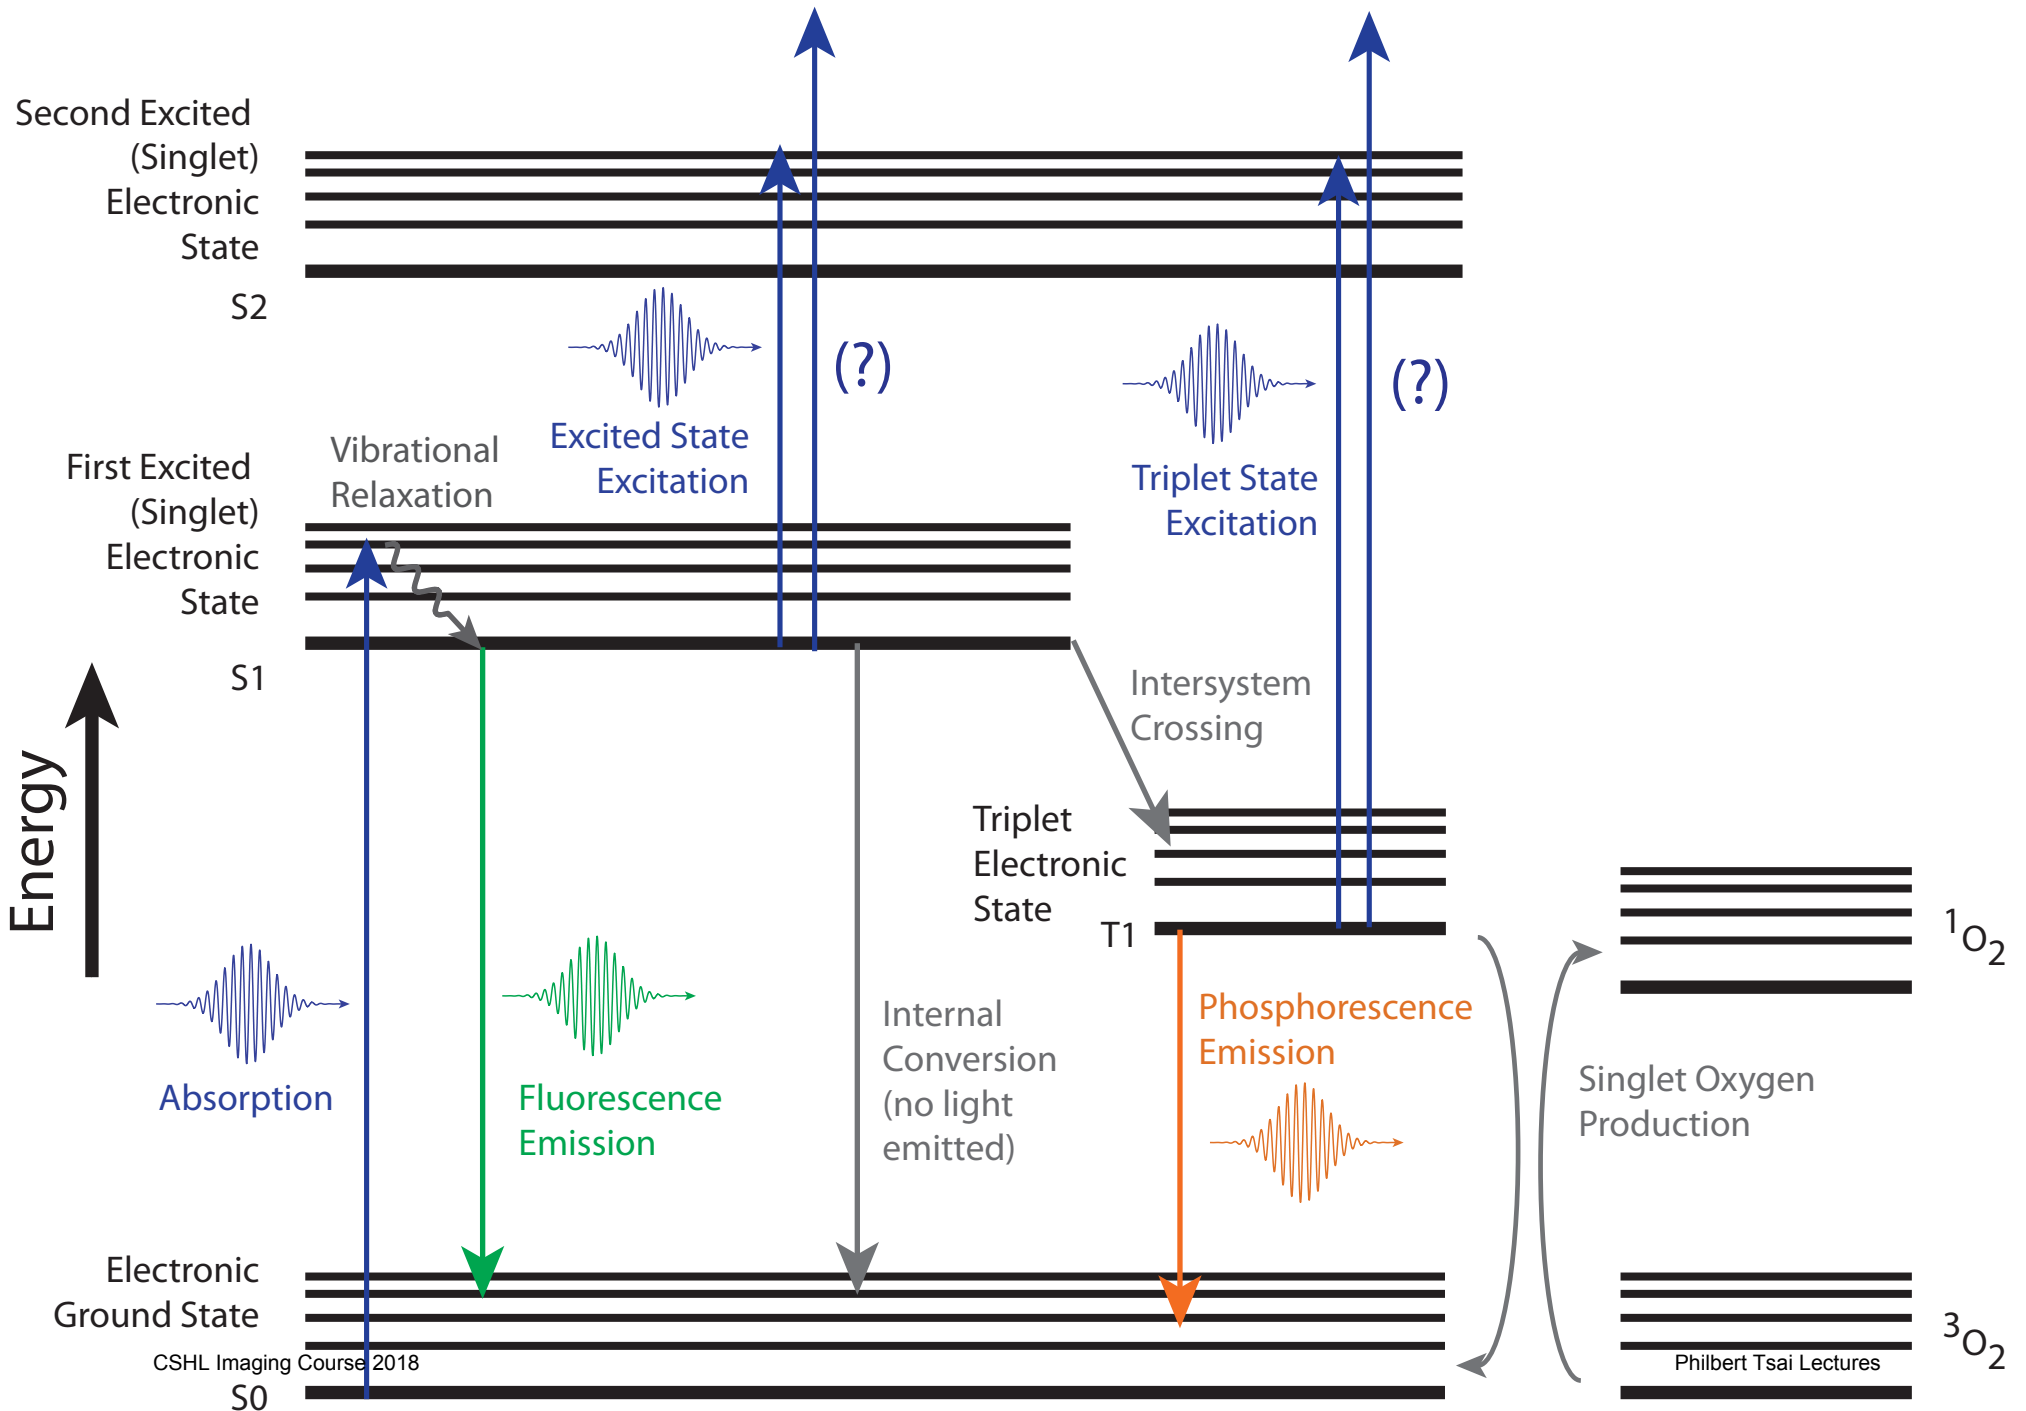 Second Excited
(Singlet)
Electronic
State
S2
(?)
(?)
Excited State
Excitation
Triplet State
Excitation
Vibrational
Relaxation
First Excited
(Singlet)
Electronic
State
S1
Energy
Intersystem
Crossing
Triplet
Electronic
State
T1
1O2
Absorption
Fluorescence
Emission
Internal
Conversion
(no light
emitted)
Phosphorescence
Emission
Singlet Oxygen
Production
Electronic
Ground State
S0
3O2
CSHL Imaging Course 2018
Philbert Tsai Lectures